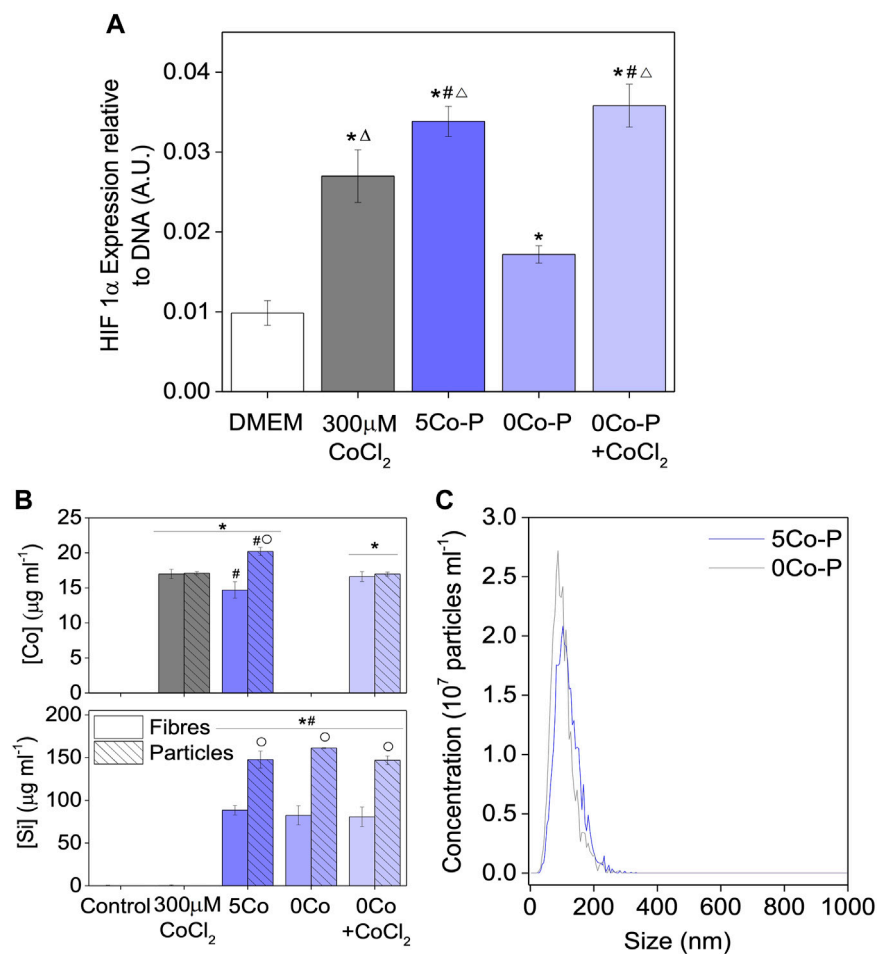 A
HIF 1α Expression relative
to DNA (A.U.)
0.04
0.03
0.02
0.01
0.00
*Δ
*#△
*
*#△
DMEM
300μM
CoCl₂
5Co-P
0Co-P
0Co-P
+CoCl₂
B
[Co] (μg ml⁻¹)
25
20
15
10
5
0
*
#
#○
*
[Si] (μg ml⁻¹)
200
150
100
50
0
Fibres
Particles
*#
○
○
○
Control
300μM
CoCl₂
5Co
0Co
0Co
+CoCl₂
C
Concentration (10⁷ particles ml⁻¹)
3.0
2.5
2.0
1.5
1.0
0.5
0.0
5Co-P
0Co-P
0 200 400 600 800 1000
Size (nm)